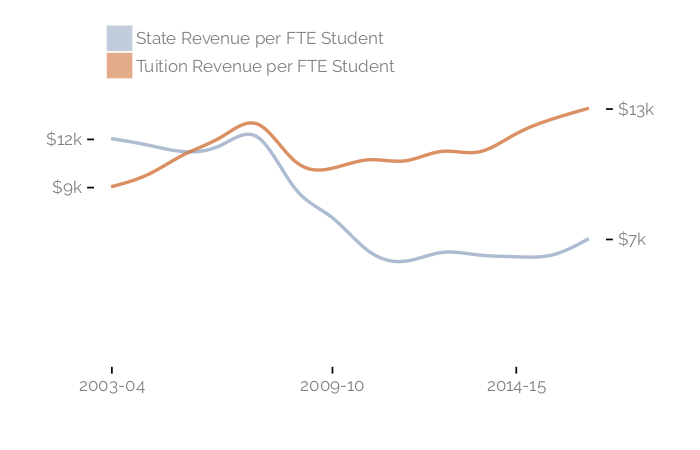 State Revenue per FTE Student
Tuition Revenue per FTE Student
$13k
$12k
$9k
$7k
2003-04 2009-10 2014-15